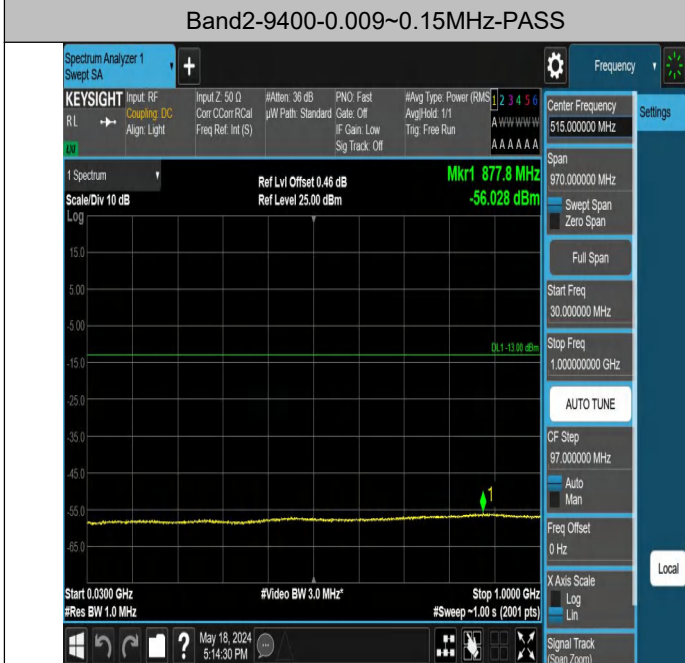 Band2-9400-0.009~0.15MHz-PASS
Spectrum Analyzer 1
Swept SA
+
Frequency
KEYSIGHT
RL
Input: RF
Coupling: DC
Align: Light
Input Z: 50 Ω
Corr CCorr RCal
Freq Ref: Int (S)
#Atten: 36 dB
µW Path: Standard
PNO: Fast
Gate: Off
IF Gain: Low
Sig Track: Off
#Avg Type: Power (RMS
Avg|Hold: 1/1
Trig: Free Run
1 2 3 4 5 6
A W W W W W
A A A A A A
1 Spectrum
Scale/Div 10 dB
Ref Lvl Offset 0.46 dB
Ref Level 25.00 dBm
Mkr1 877.8 MHz
-56.028 dBm
Log
15.0
5.00
-5.00
-15.0
-25.0
-35.0
-45.0
-55.0
-65.0
DL1 -13.00 dBm
1
Start 0.0300 GHz
#Res BW 1.0 MHz
#Video BW 3.0 MHz*
Stop 1.0000 GHz
#Sweep ~1.00 s (2001 pts)
?
May 18, 2024
5:14:30 PM
Center Frequency
515.000000 MHz
Span
970.000000 MHz
Swept Span
Zero Span
Full Span
Start Freq
30.000000 MHz
Stop Freq
1.000000000 GHz
AUTO TUNE
CF Step
97.000000 MHz
Auto
Man
Freq Offset
0 Hz
X Axis Scale
Log
Lin
Signal Track
(Span Zoom)
Settings
Local